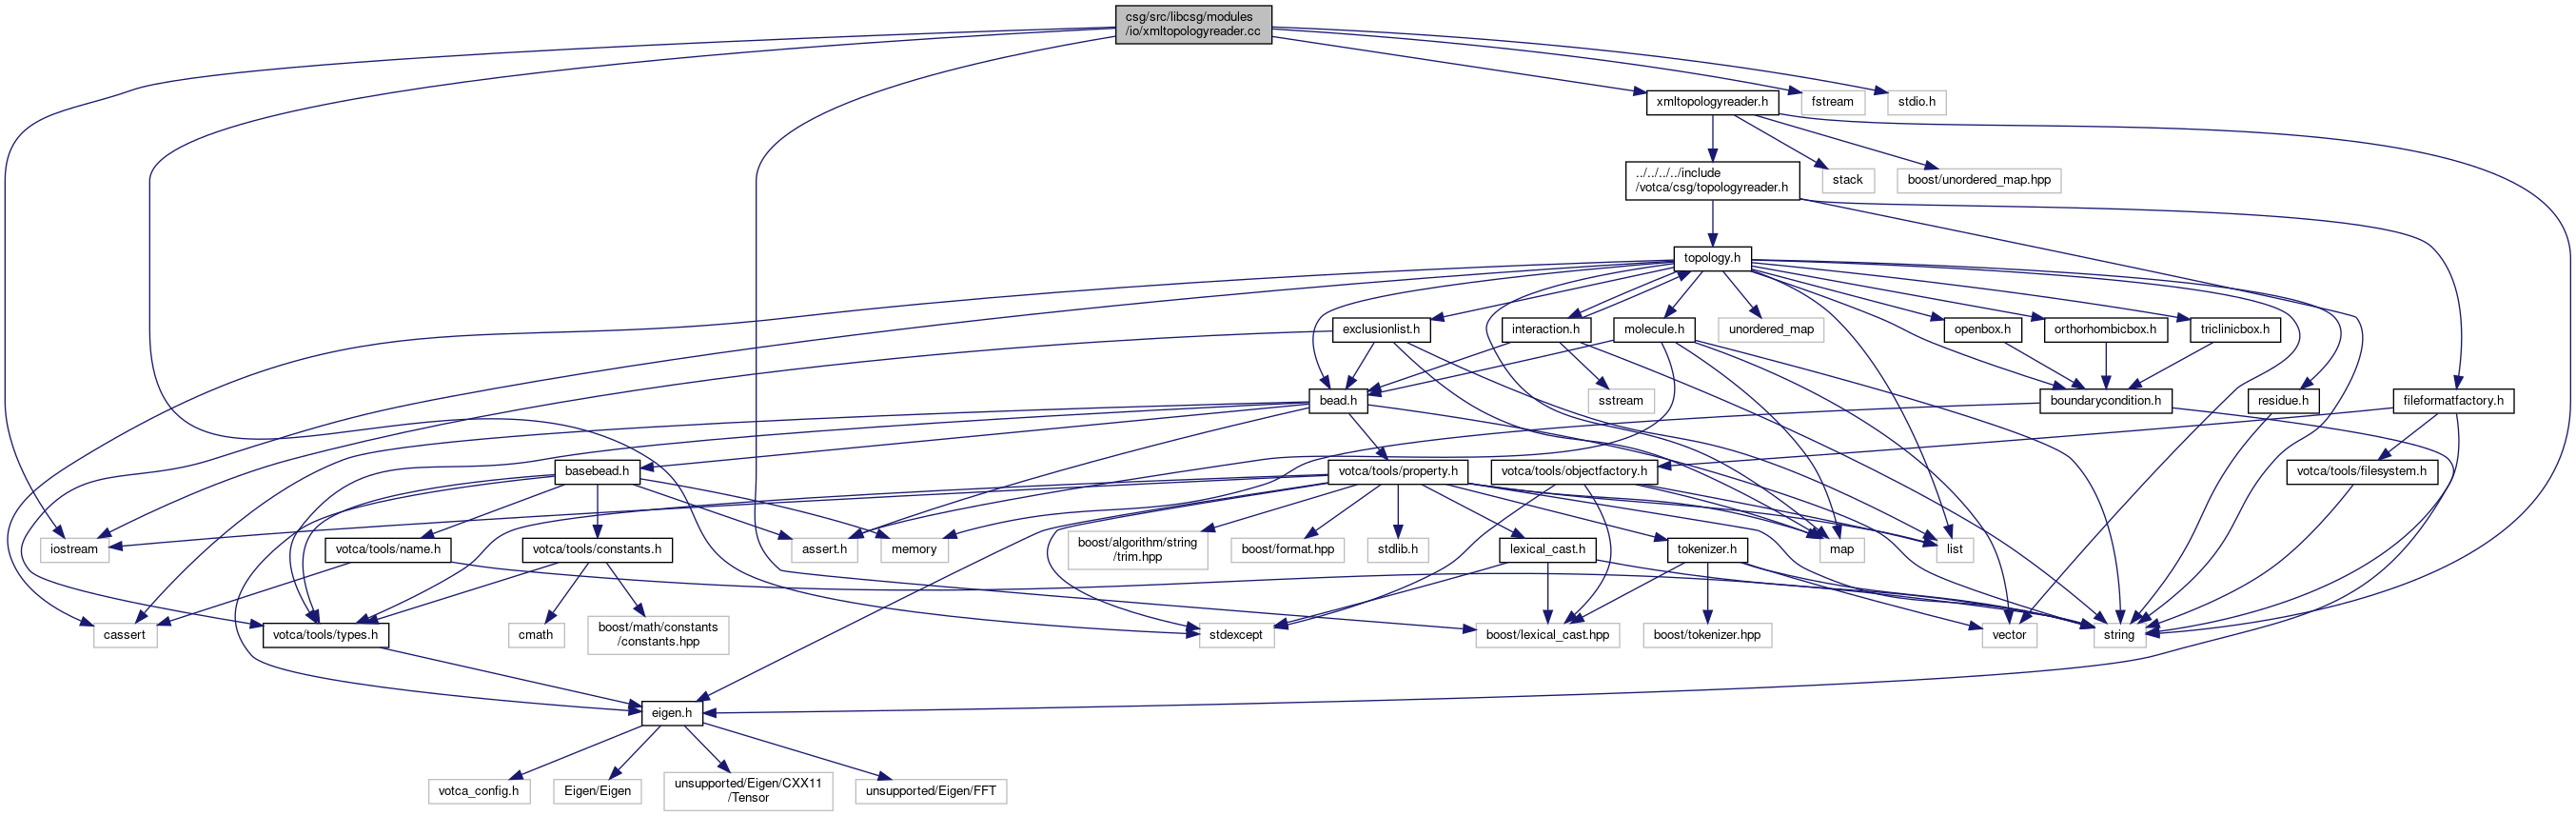 csg/src/libcsg/modules
/io/xmltopologyreader.cc
xmltopologyreader.h
fstream
stdio.h
../../../../include
/votca/csg/topologyreader.h
stack
boost/unordered_map.hpp
topology.h
exclusionlist.h
interaction.h
molecule.h
unordered_map
openbox.h
orthorhombicbox.h
triclinicbox.h
bead.h
sstream
boundarycondition.h
residue.h
fileformatfactory.h
basebead.h
votca/tools/property.h
votca/tools/objectfactory.h
votca/tools/filesystem.h
iostream
votca/tools/name.h
votca/tools/constants.h
assert.h
memory
boost/algorithm/string
/trim.hpp
boost/format.hpp
stdlib.h
lexical_cast.h
tokenizer.h
map
list
cassert
votca/tools/types.h
cmath
boost/math/constants
/constants.hpp
stdexcept
boost/lexical_cast.hpp
boost/tokenizer.hpp
vector
string
eigen.h
votca_config.h
Eigen/Eigen
unsupported/Eigen/CXX11
/Tensor
unsupported/Eigen/FFT